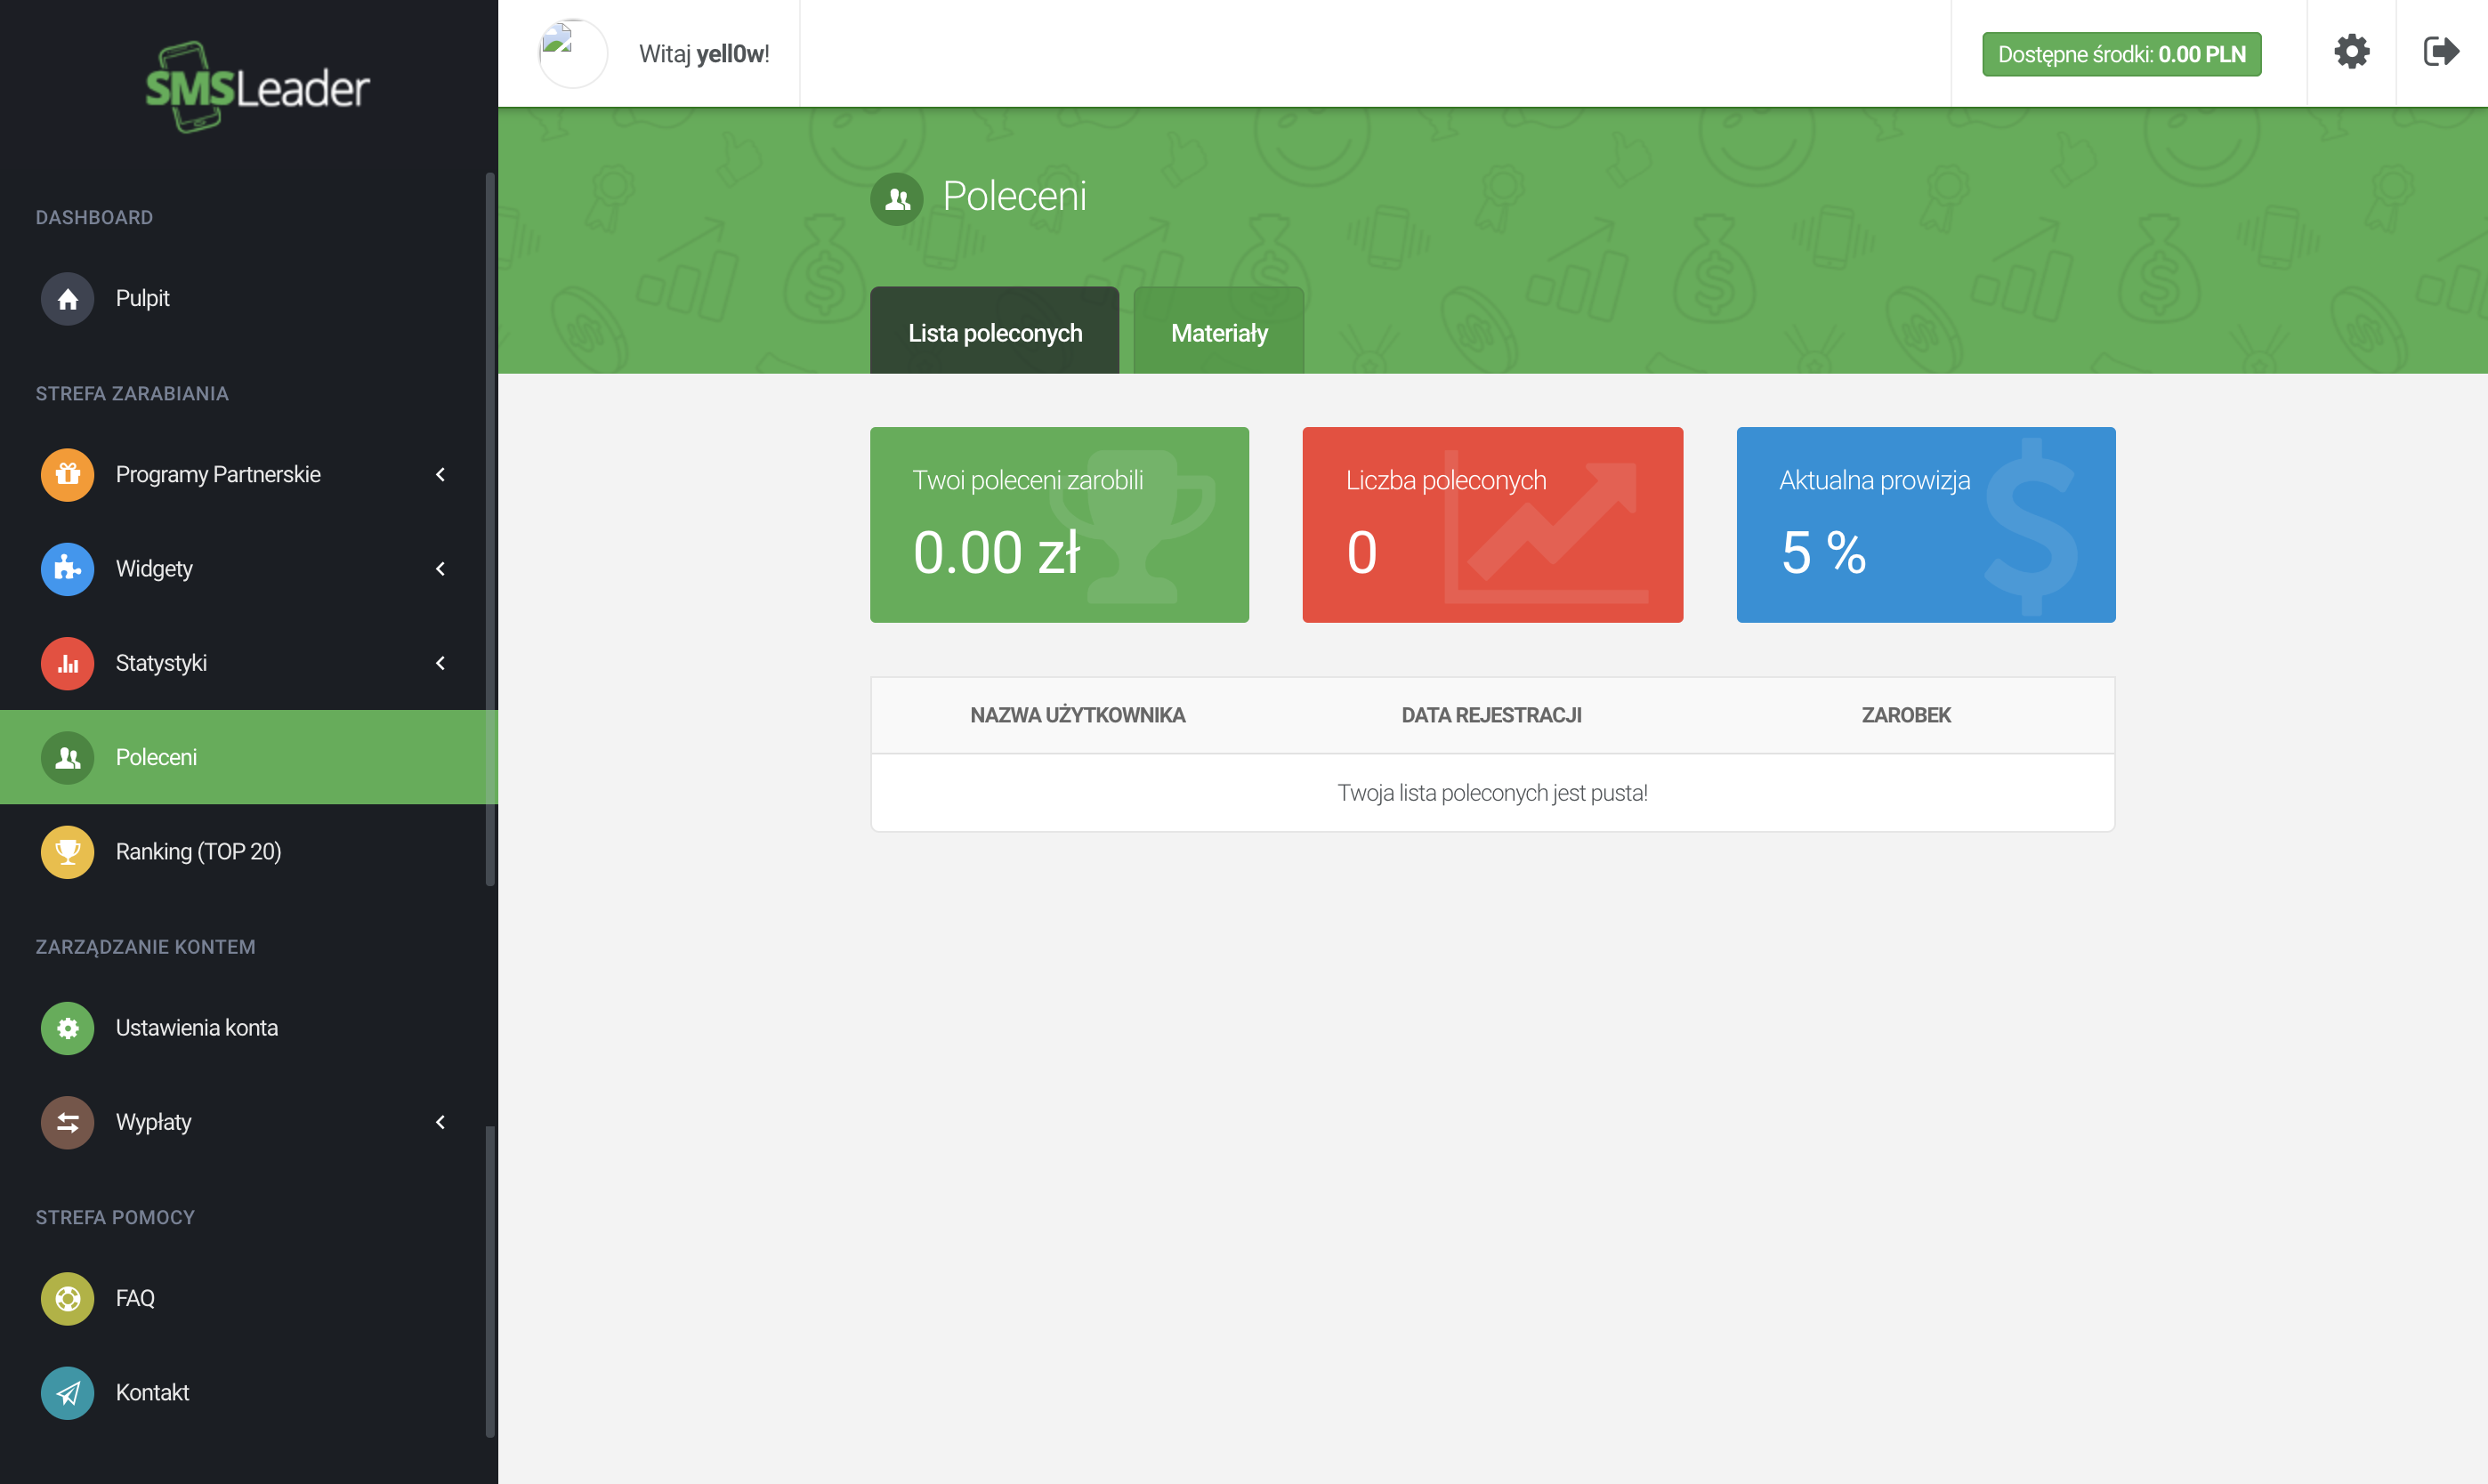 SMSLeader
Witaj yell0w!
Dostępne środki: 0.00 PLN
DASHBOARD
Pulpit
STREFA ZARABIANIA
Programy Partnerskie
Widgety
Statystyki
Poleceni
Ranking (TOP 20)
ZARZĄDZANIE KONTEM
Ustawienia konta
Wypłaty
STREFA POMOCY
FAQ
Kontakt
Poleceni
Lista poleconych
Materiały
Twoi poleceni zarobili
0.00 zł
Liczba poleconych
0
Aktualna prowizja
5 %
NAZWA UŻYTKOWNIKA DATA REJESTRACJI ZAROBEK
Twoja lista poleconych jest pusta!